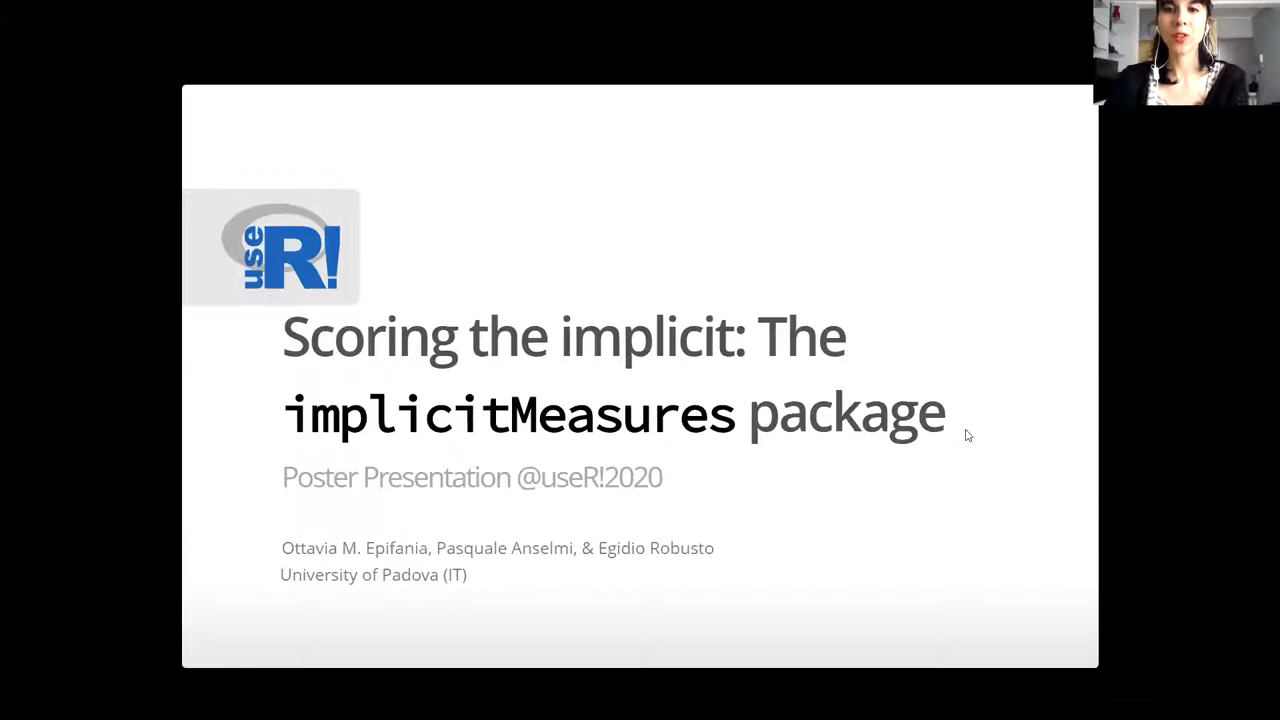 use R!
Scoring the implicit: The
implicitMeasures package
Poster Presentation @useR!2020
Ottavia M. Epifania, Pasquale Anselmi, & Egidio Robusto
University of Padova (IT)